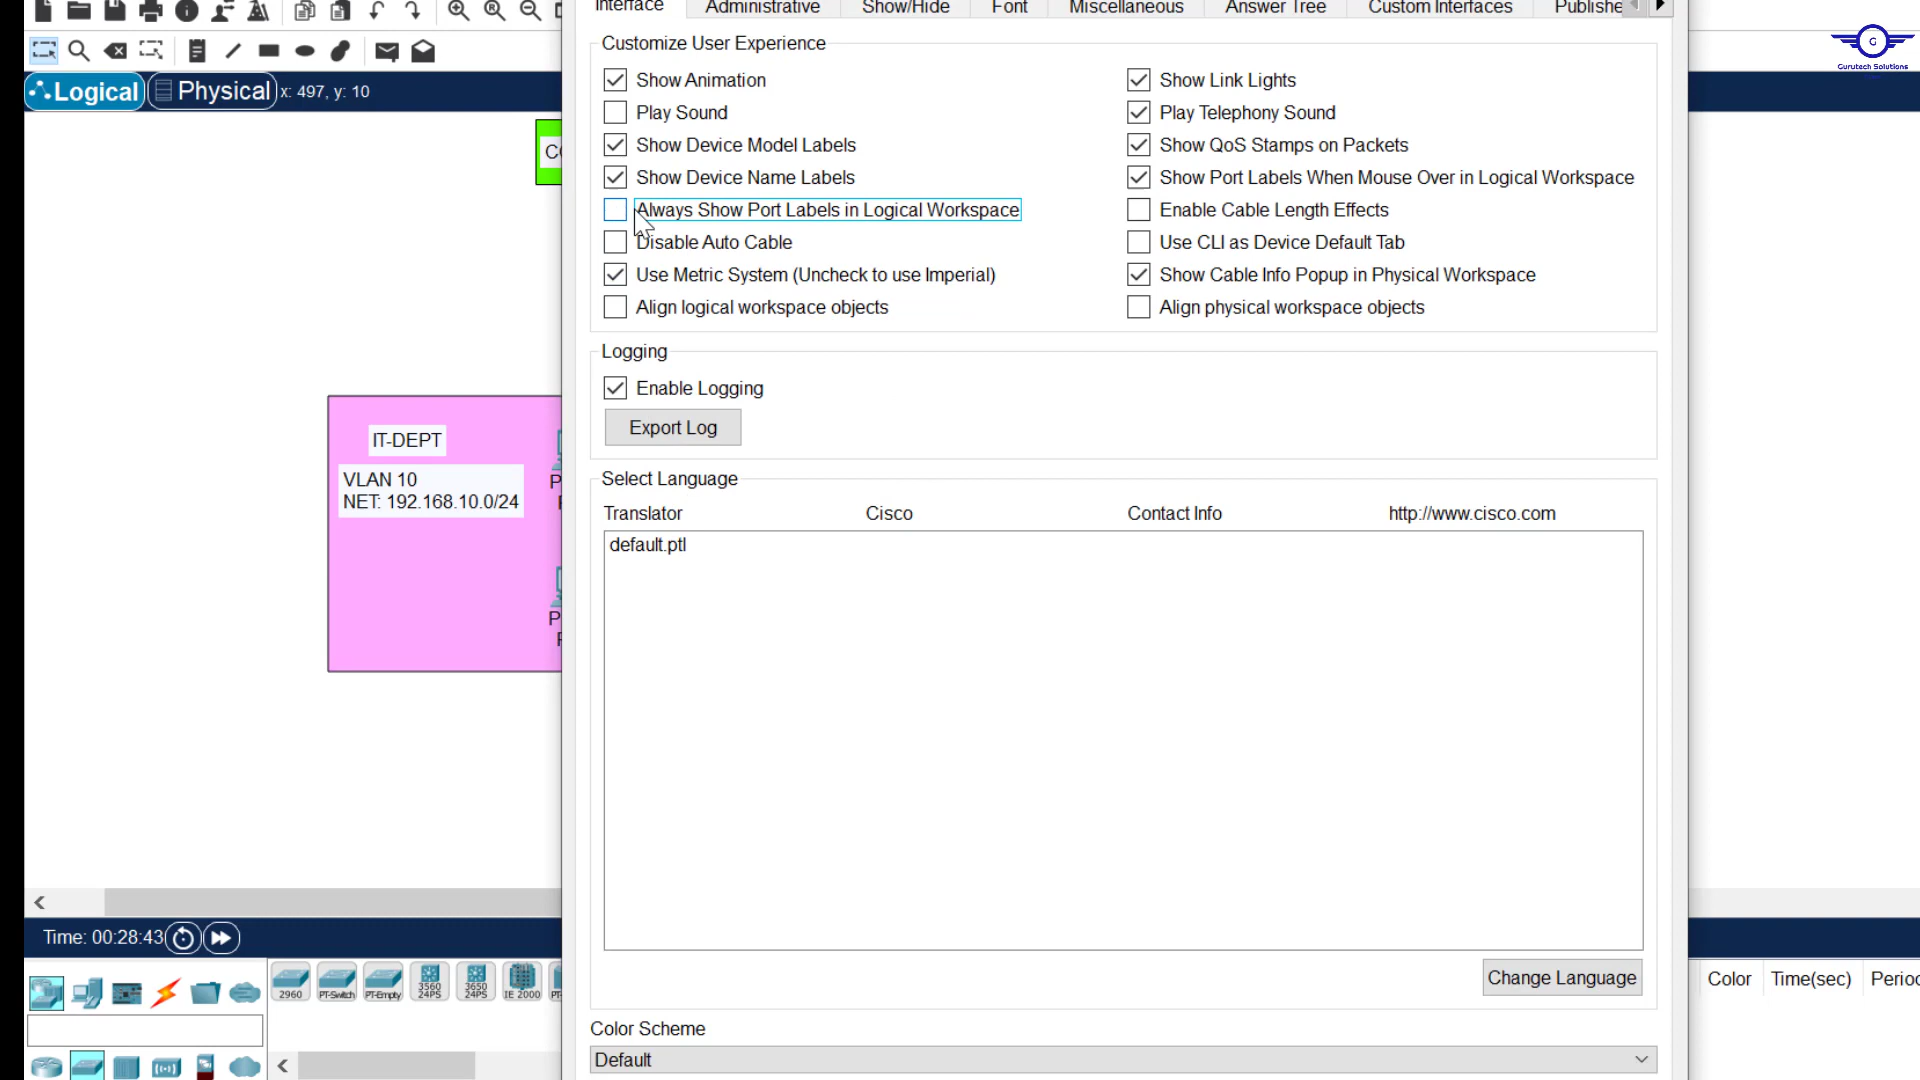 Interface
Administrative
Show/Hide
Font
Miscellaneous
Answer Tree
Custom Interfaces
Publishe
G
Gurutech Solutions
Logical
Physical
x: 497, y: 10
Customize User Experience
Show Animation
Show Link Lights
Play Sound
Play Telephony Sound
Show Device Model Labels
Show QoS Stamps on Packets
Show Device Name Labels
Show Port Labels When Mouse Over in Logical Workspace
Always Show Port Labels in Logical Workspace
Enable Cable Length Effects
Disable Auto Cable
Use CLI as Device Default Tab
Use Metric System (Uncheck to use Imperial)
Show Cable Info Popup in Physical Workspace
Align logical workspace objects
Align physical workspace objects
Logging
Enable Logging
Export Log
IT-DEPT
VLAN 10
NET: 192.168.10.0/24
Select Language
Translator
Cisco
Contact Info
http://www.cisco.com
default.ptl
Change Language
Color Scheme
Default
Time: 00:28:43
2960
PT-Switch
PT-Empty
3560
24PS
3650
24PS
IE 2000
Color
Time(sec)
Perioc